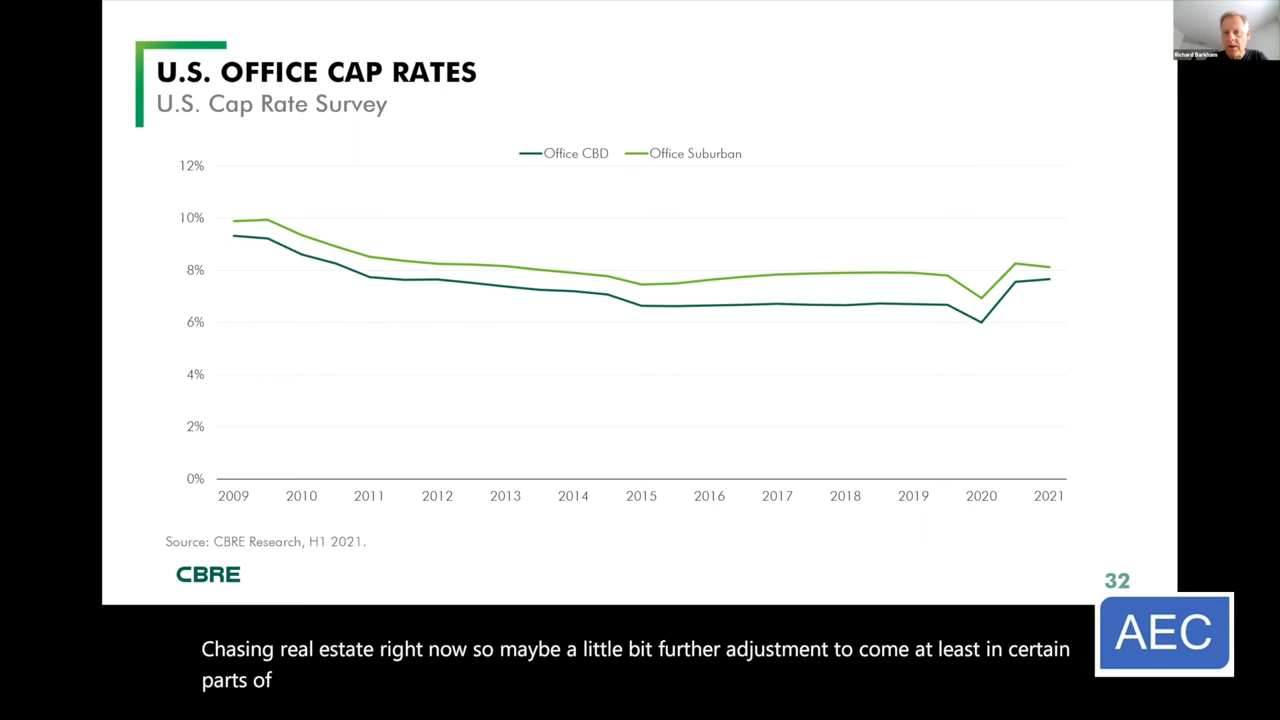 U.S. OFFICE CAP RATES
U.S. Cap Rate Survey
Richard Barkham
Office CBD Office Suburban
12%
10%
8%
6%
4%
2%
0%
2009 2010 2011 2012 2013 2014 2015 2016 2017 2018 2019 2020 2021
Source: CBRE Research, H1 2021.
CBRE
32
AEC
Chasing real estate right now so maybe a little bit further adjustment to come at least in certain
parts of